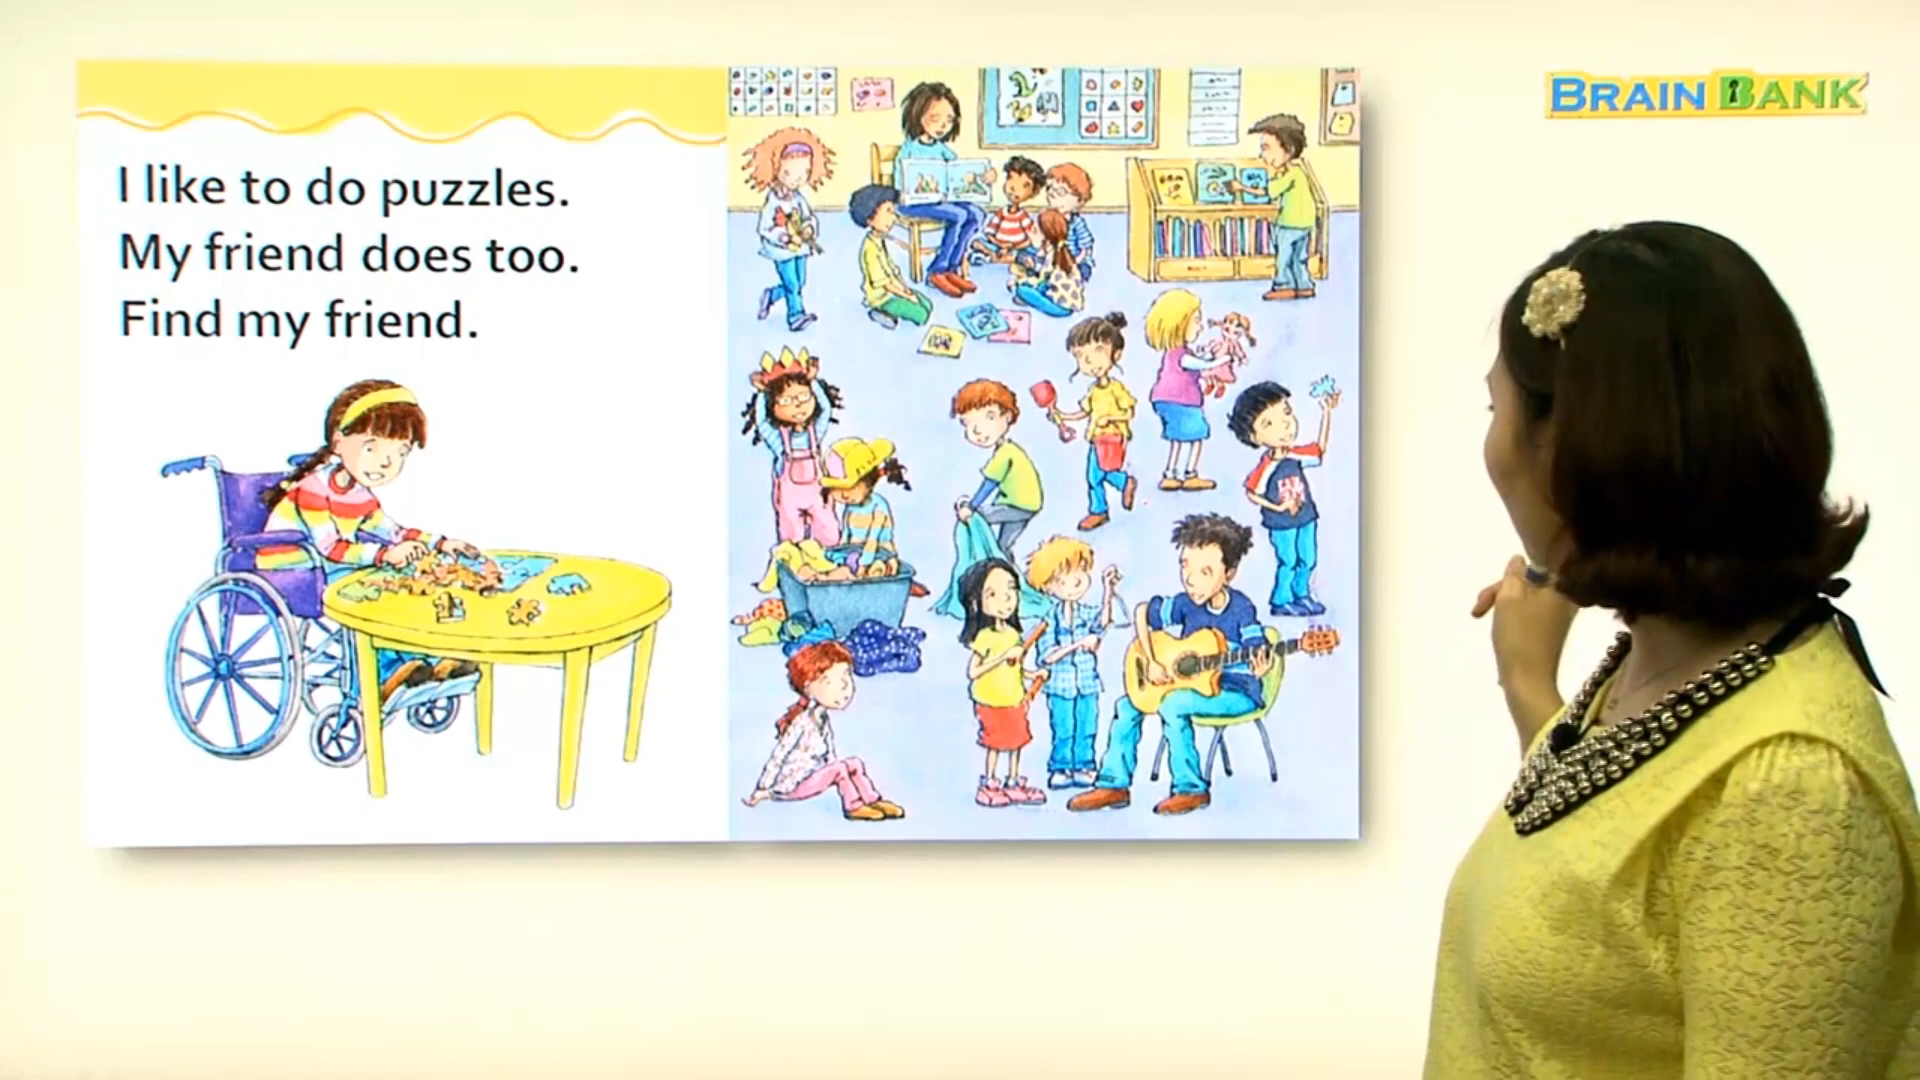 I like to do puzzles.
My friend does too.
Find my friend.
BRAIN BANK